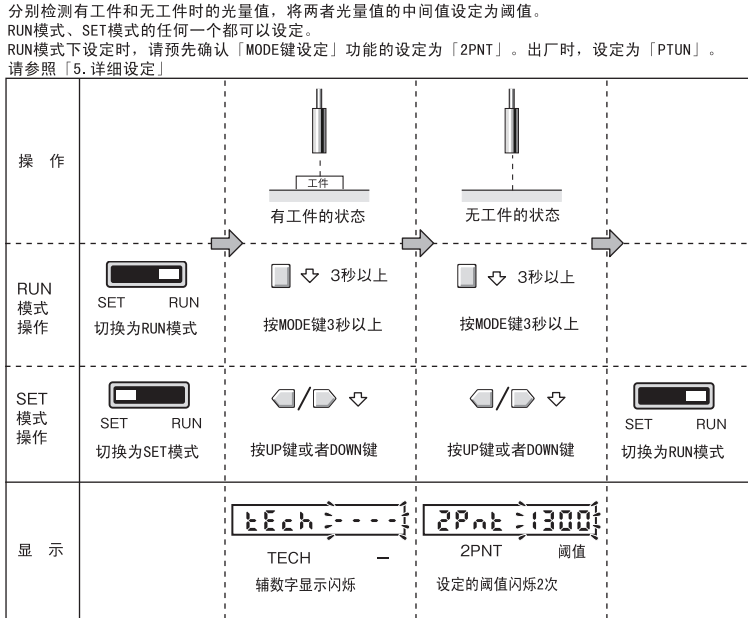 分别检测有工件和无工件时的光量值，将两者光量值的中间值设定为阈值。
RUN模式、SET模式的任何一个都可以设定。
RUN模式下设定时，请预先确认「MODE键设定」功能的设定为「2PNT」。出厂时，设定为「PTUN」。
请参照「5.详细设定」
操 作
工件
有工件的状态
无工件的状态
RUN
模式
操作
SET RUN
切换为RUN模式
3秒以上
按MODE键3秒以上
3秒以上
按MODE键3秒以上
SET
模式
操作
SET RUN
切换为SET模式
/
按UP键或者DOWN键
/
按UP键或者DOWN键
SET RUN
切换为RUN模式
显 示
tEch ----
TECH —
辅数字显示闪烁
2Pnt 1300
2PNT 阈值
设定的阈值闪烁2次